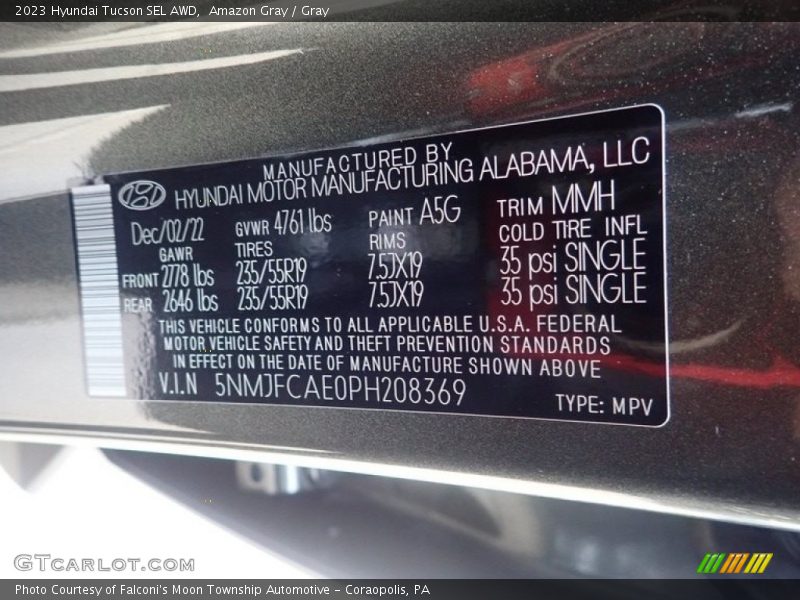 2023 Hyundai Tucson SEL AWD, Amazon Gray / Gray
MANUFACTURED BY
HYUNDAI MOTOR MANUFACTURING ALABAMA, LLC
Dec/02/22 GVWR 4761 lbs PAINT A5G TRIM MMH
GAWR TIRES RIMS COLD TIRE INFL
FRONT 2778 lbs 235/55R19 7.5JX19 35 psi SINGLE
REAR 2646 lbs 235/55R19 7.5JX19 35 psi SINGLE
THIS VEHICLE CONFORMS TO ALL APPLICABLE U.S.A. FEDERAL
MOTOR VEHICLE SAFETY AND THEFT PREVENTION STANDARDS
IN EFFECT ON THE DATE OF MANUFACTURE SHOWN ABOVE
V.I.N 5NMJFCAE0PH208369 TYPE: MPV
GTCARLOT.COM
Photo Courtesy of Falconi's Moon Township Automotive – Coraopolis, PA